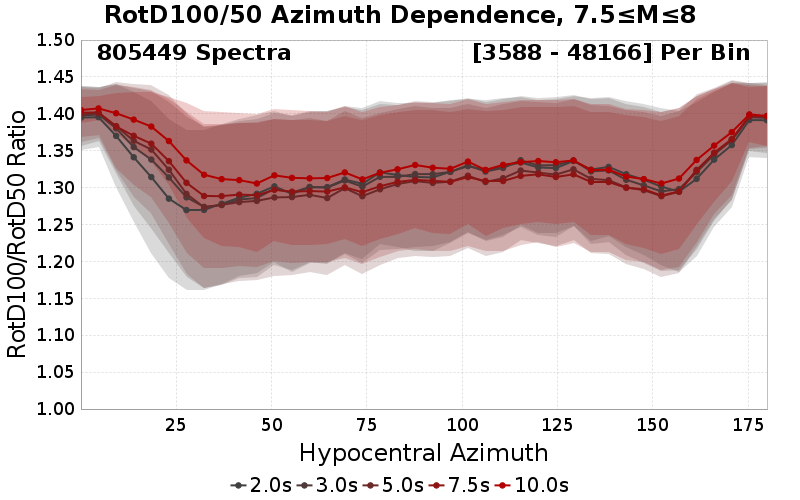 RotD100/50 Azimuth Dependence, 7.5≤M≤8
805449 Spectra
[3588 - 48166] Per Bin
RotD100/RotD50 Ratio
1.50
1.45
1.40
1.35
1.30
1.25
1.20
1.15
1.10
1.05
1.00
25 50 75 100 125 150 175
Hypocentral Azimuth
2.0s 3.0s 5.0s 7.5s 10.0s